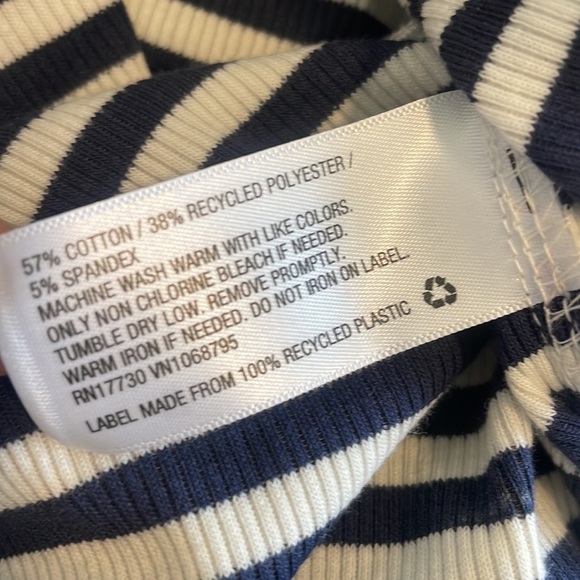 57% COTTON / 38% RECYCLED POLYESTER /
5% SPANDEX
MACHINE WASH WARM WITH LIKE COLORS.
ONLY NON CHLORINE BLEACH IF NEEDED.
TUMBLE DRY LOW. REMOVE PROMPTLY.
WARM IRON IF NEEDED. DO NOT IRON ON LABEL.
RN17730 VN1068795
LABEL MADE FROM 100% RECYCLED PLASTIC